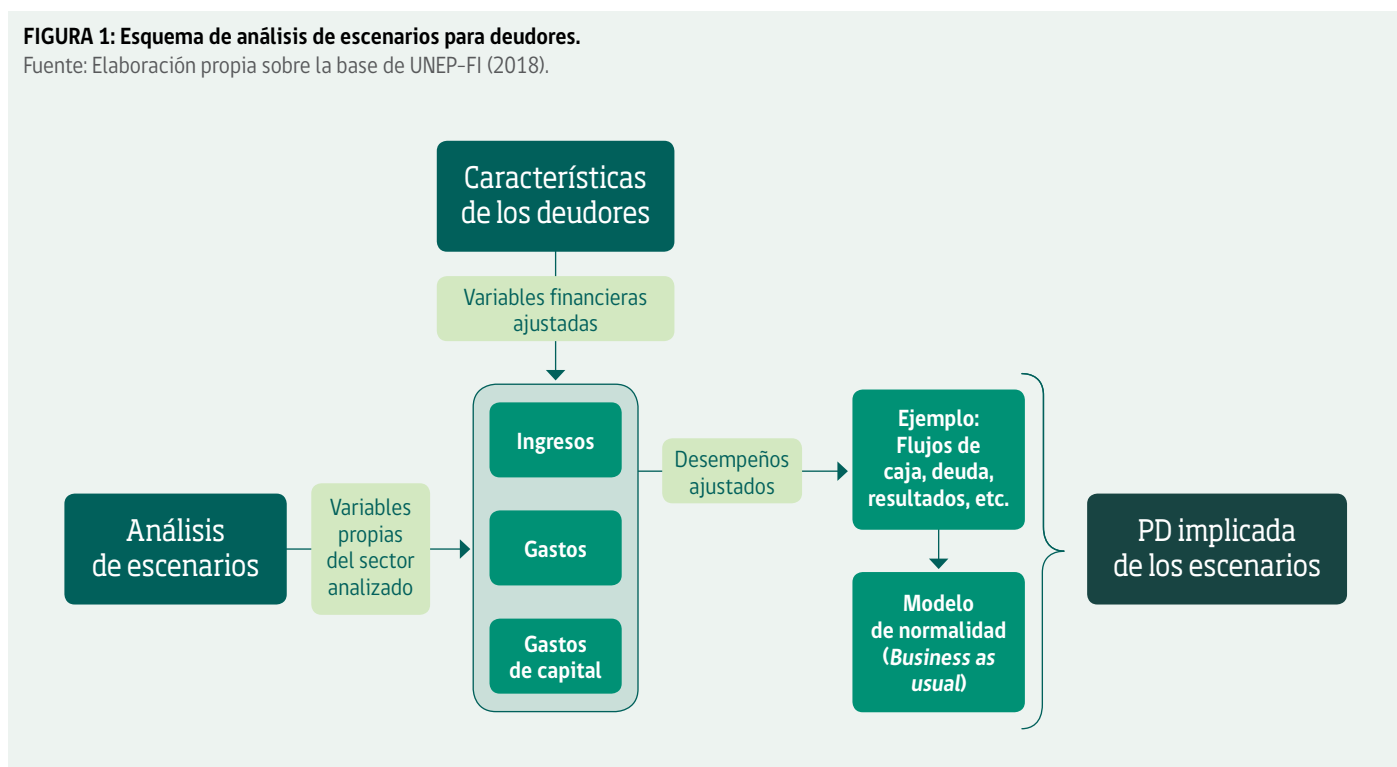 FIGURA 1: Esquema de análisis de escenarios para deudores.
Fuente: Elaboración propia sobre la base de UNEP-FI (2018).
Características
de los deudores
Variables financieras
ajustadas
Análisis
de escenarios
Variables
propias
del sector
analizado
Ingresos
Gastos
Gastos
de capital
Desempeños
ajustados
Ejemplo:
Flujos de
caja, deuda,
resultados, etc.
Modelo
de normalidad
(Business as
usual)
PD implicada
de los escenarios